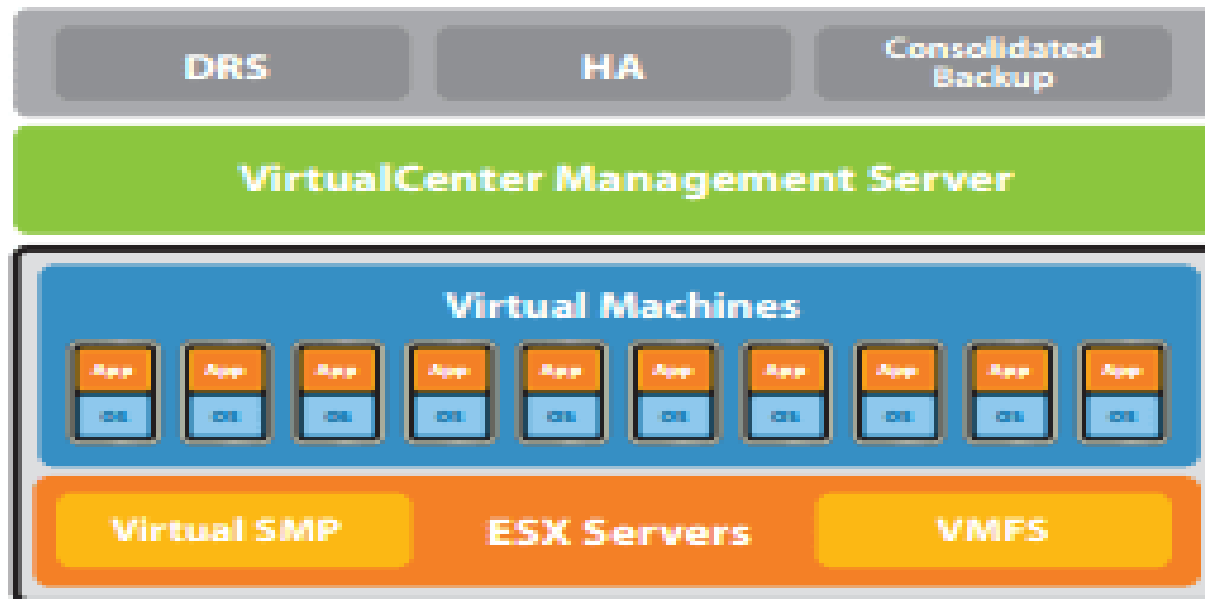 DRS
HA
Consolidated
Backup
VirtualCenter Management Server
Virtual Machines
App
App
App
App
App
App
App
App
App
App
OS
OS
OS
OS
OS
OS
OS
OS
OS
OS
Virtual SMP
ESX Servers
VMFS